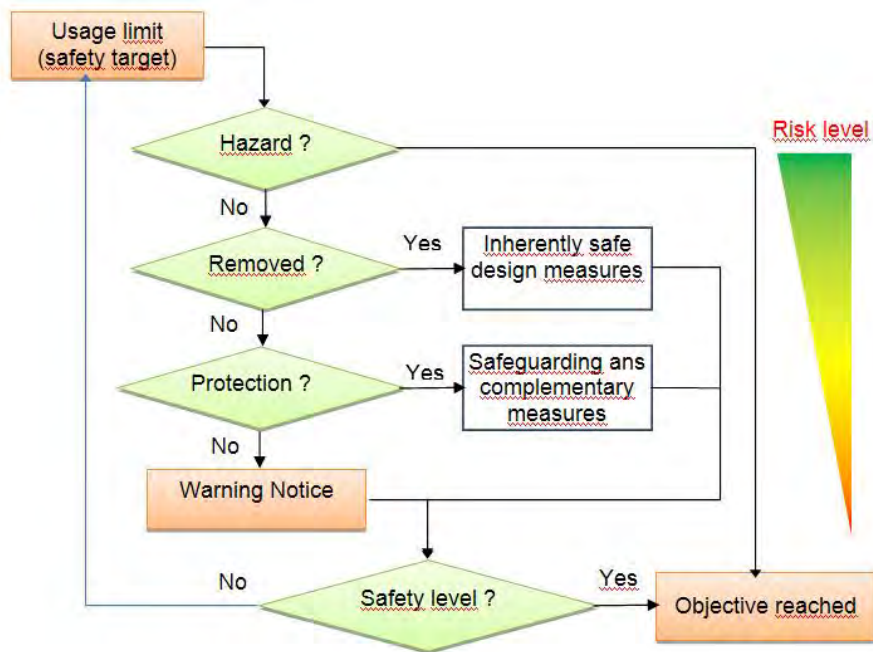 Usage limit
(safety target)
Hazard ?
Risk level
No
Removed ?
Yes
Inherently safe
design measures
No
Protection ?
Yes
Safeguarding ans
complementary
measures
No
Warning Notice
No
Safety level ?
Yes
Objective reached